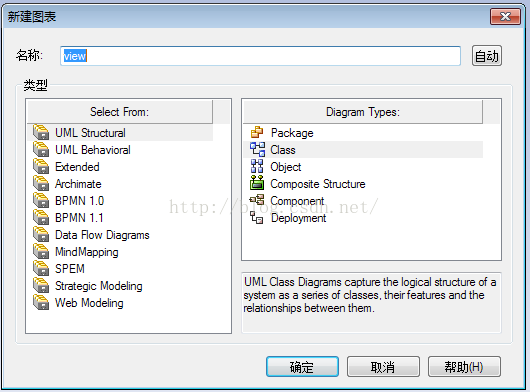 新建图表
名称:
view
自动
类型
Select From:
UML Structural
UML Behavioral
Extended
Archimate
BPMN 1.0
BPMN 1.1
Data Flow Diagrams
MindMapping
SPEM
Strategic Modeling
Web Modeling
Diagram Types:
Package
Class
Object
Composite Structure
Component
Deployment
http://blog.csdn.net/
UML Class Diagrams capture the logical structure of a
system as a series of classes, their features and the
relationships between them.
确定
取消
帮助(H)